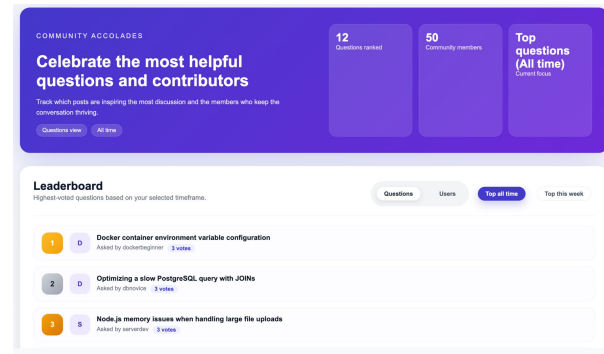 COMMUNITY ACCOLADES
Celebrate the most helpful
questions and contributors
Track which posts are inspiring the most discussion and the members who keep the
conversation thriving.
Questions view
All time
12
Questions ranked
50
Community members
Top
questions
(All time)
Current focus
Leaderboard
Highest-voted questions based on your selected timeframe.
Questions
Users
Top all time
Top this week
1
D
Docker container environment variable configuration
Asked by dockerbeginner
3 votes
2
D
Optimizing a slow PostgreSQL query with JOINs
Asked by dbnovice
3 votes
3
S
Node.js memory issues when handling large file uploads
Asked by serverdev
3 votes